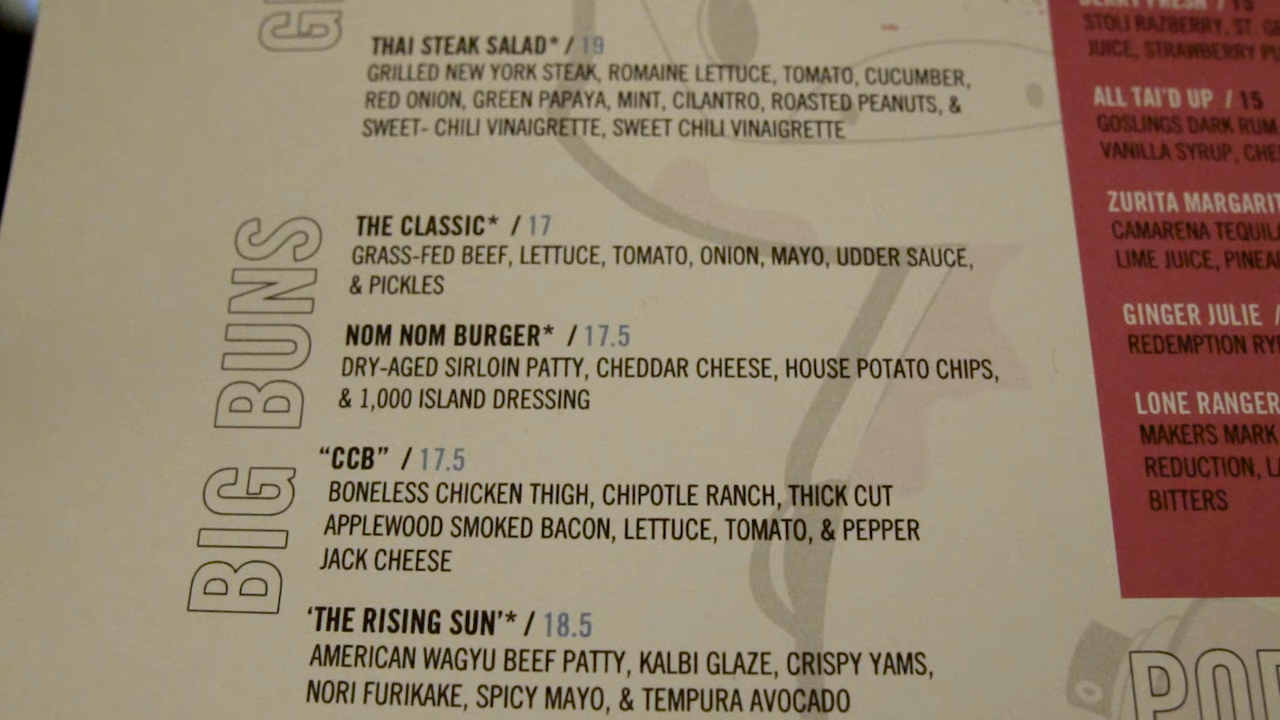 THAI STEAK SALAD* / 19
GRILLED NEW YORK STEAK, ROMAINE LETTUCE, TOMATO, CUCUMBER,
RED ONION, GREEN PAPAYA, MINT, CILANTRO, ROASTED PEANUTS, &
SWEET- CHILI VINAIGRETTE, SWEET CHILI VINAIGRETTE
BIG BUNS
THE CLASSIC* / 17
GRASS-FED BEEF, LETTUCE, TOMATO, ONION, MAYO, UDDER SAUCE,
& PICKLES
NOM NOM BURGER* / 17.5
DRY-AGED SIRLOIN PATTY, CHEDDAR CHEESE, HOUSE POTATO CHIPS,
& 1,000 ISLAND DRESSING
“CCB” / 17.5
BONELESS CHICKEN THIGH, CHIPOTLE RANCH, THICK CUT
APPLEWOOD SMOKED BACON, LETTUCE, TOMATO, & PEPPER
JACK CHEESE
‘THE RISING SUN’* / 18.5
AMERICAN WAGYU BEEF PATTY, KALBI GLAZE, CRISPY YAMS,
NORI FURIKAKE, SPICY MAYO, & TEMPURA AVOCADO
FRESH / 15
STOLI RAZBERRY, ST.
JUICE, STRAWBERRY
ALL TAI'D UP / 15
GOSLINGS DARK RUM
VANILLA SYRUP,
ZURITA
CAMARENA
LIME JUICE,
GINGER JULIE /
REDEMPTION
LONE RANGER
MAKERS MARK
REDUCTION,
BITTERS